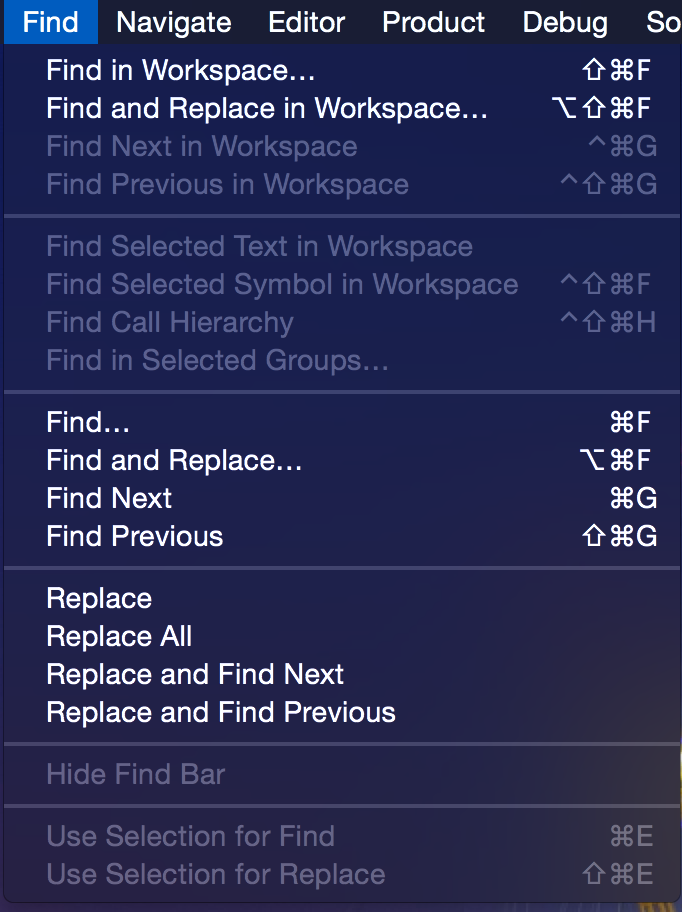 Find Navigate Editor Product Debug So
Find in Workspace… ⇧⌘F
Find and Replace in Workspace… ⌥⇧⌘F
Find Next in Workspace ^⌘G
Find Previous in Workspace ^⇧⌘G
Find Selected Text in Workspace
Find Selected Symbol in Workspace ^⇧⌘F
Find Call Hierarchy ^⇧⌘H
Find in Selected Groups…
Find… ⌘F
Find and Replace… ⌥⌘F
Find Next ⌘G
Find Previous ⇧⌘G
Replace
Replace All
Replace and Find Next
Replace and Find Previous
Hide Find Bar
Use Selection for Find ⌘E
Use Selection for Replace ⇧⌘E